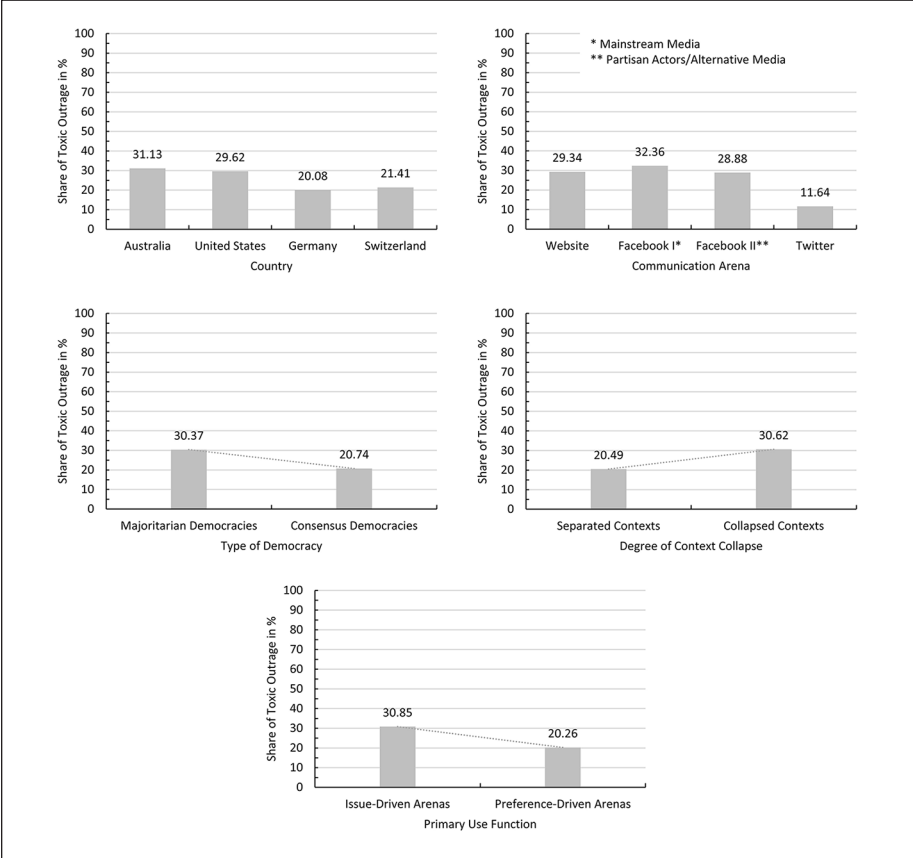 Share of Toxic Outrage in %
100
90
80
70
60
50
40
30
20
10
0
31.13
29.62
20.08
21.41
Australia
United States
Germany
Switzerland
Country
Share of Toxic Outrage in %
100
90
80
70
60
50
40
30
20
10
0
* Mainstream Media
** Partisan Actors/Alternative Media
29.34
32.36
28.88
11.64
Website
Facebook I*
Facebook II**
Twitter
Communication Arena
Share of Toxic Outrage in %
100
90
80
70
60
50
40
30
20
10
0
30.37
20.74
Majoritarian Democracies
Consensus Democracies
Type of Democracy
Share of Toxic Outrage in %
100
90
80
70
60
50
40
30
20
10
0
20.49
30.62
Separated Contexts
Collapsed Contexts
Degree of Context Collapse
Share of Toxic Outrage in %
100
90
80
70
60
50
40
30
20
10
0
30.85
20.26
Issue-Driven Arenas
Preference-Driven Arenas
Primary Use Function